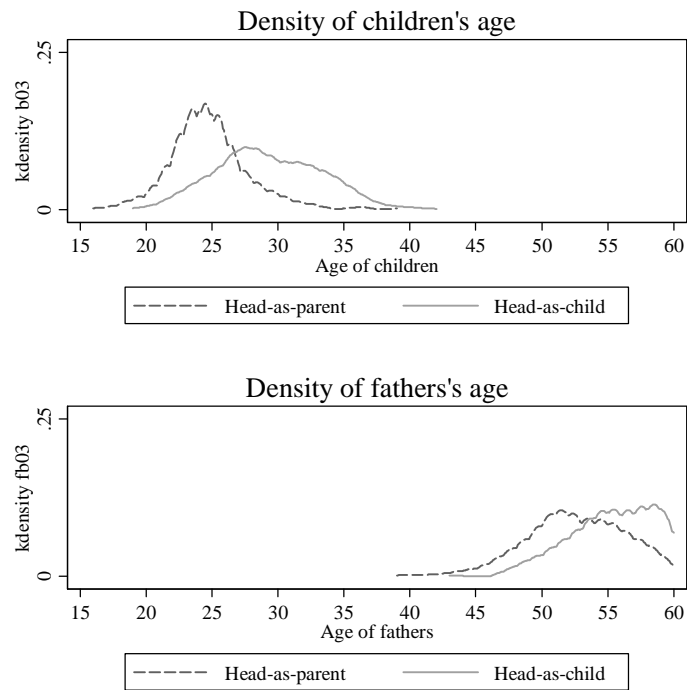 Density of children's age
.25
kdensity b03
0
15 20 25 30 35 40 45 50 55 60
Age of children
Head-as-parent Head-as-child
Density of fathers's age
.25
kdensity fb03
0
15 20 25 30 35 40 45 50 55 60
Age of fathers
Head-as-parent Head-as-child